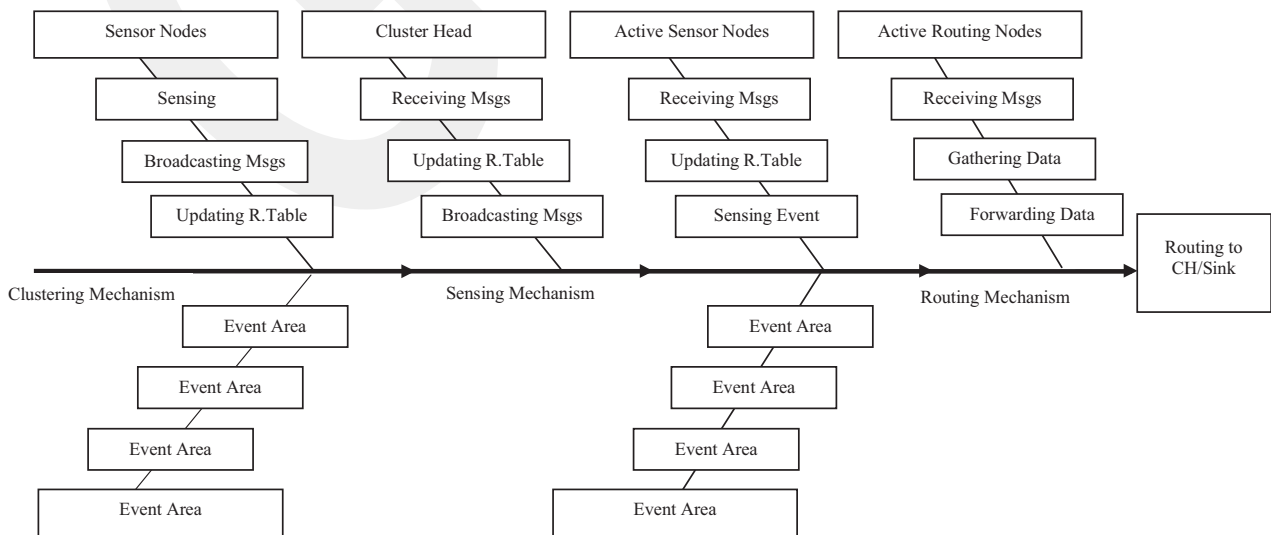 Sensor Nodes
Cluster Head
Active Sensor Nodes
Active Routing Nodes
Sensing
Receiving Msgs
Receiving Msgs
Receiving Msgs
Broadcasting Msgs
Updating R.Table
Updating R.Table
Gathering Data
Updating R.Table
Broadcasting Msgs
Sensing Event
Forwarding Data
Routing to
CH/Sink
Clustering Mechanism
Sensing Mechanism
Routing Mechanism
Event Area
Event Area
Event Area
Event Area
Event Area
Event Area
Event Area
Event Area